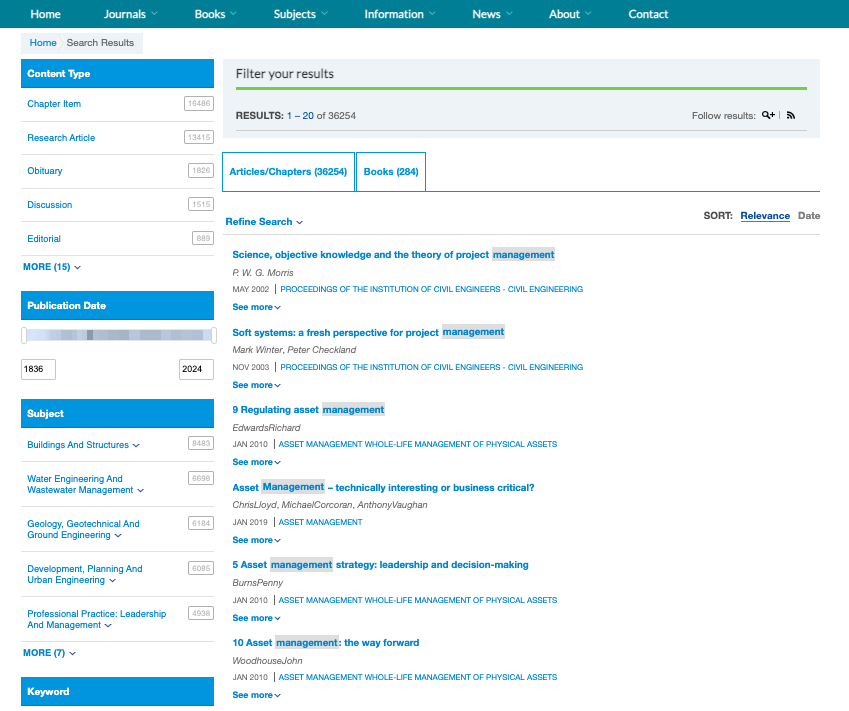 Home Journals Books Subjects Information News About Contact
Home Search Results
Content Type
Chapter Item 16486
Research Article 13415
Obituary 1826
Discussion 1515
Editorial 889
MORE (15)
Publication Date
1836 2024
Subject
Buildings And Structures 8483
Water Engineering And
Wastewater Management 6698
Geology, Geotechnical And
Ground Engineering 6184
Development, Planning And
Urban Engineering 6085
Professional Practice: Leadership
And Management 4938
MORE (7)
Keyword
Filter your results
RESULTS: 1 – 20 of 36254 Follow results:
Articles/Chapters (36254) Books (284)
Refine Search SORT: Relevance Date
Science, objective knowledge and the theory of project management
P. W. G. Morris
MAY 2002 | PROCEEDINGS OF THE INSTITUTION OF CIVIL ENGINEERS - CIVIL ENGINEERING
See more
Soft systems: a fresh perspective for project management
Mark Winter, Peter Checkland
NOV 2003 | PROCEEDINGS OF THE INSTITUTION OF CIVIL ENGINEERS - CIVIL ENGINEERING
See more
9 Regulating asset management
EdwardsRichard
JAN 2010 | ASSET MANAGEMENT WHOLE-LIFE MANAGEMENT OF PHYSICAL ASSETS
See more
Asset Management – technically interesting or business critical?
ChrisLloyd, MichaelCorcoran, AnthonyVaughan
JAN 2019 | ASSET MANAGEMENT
See more
5 Asset management strategy: leadership and decision-making
BurnsPenny
JAN 2010 | ASSET MANAGEMENT WHOLE-LIFE MANAGEMENT OF PHYSICAL ASSETS
See more
10 Asset management: the way forward
WoodhouseJohn
JAN 2010 | ASSET MANAGEMENT WHOLE-LIFE MANAGEMENT OF PHYSICAL ASSETS
See more